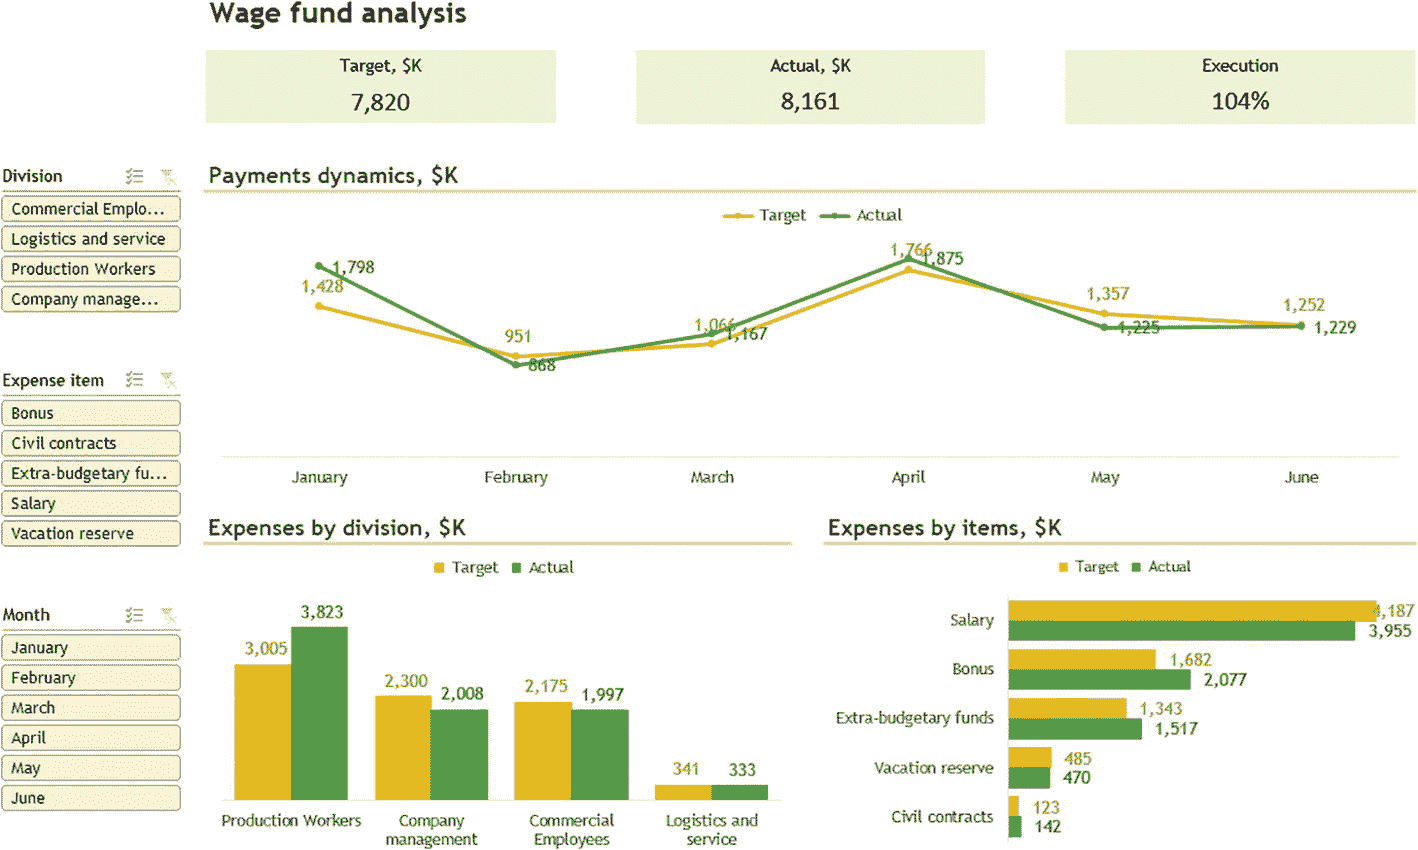 Wage fund analysis
Target, $K
7,820
Actual, $K
8,161
Execution
104%
Division
Commercial Emplo...
Logistics and service
Production Workers
Company manage...
Expense item
Bonus
Civil contracts
Extra-budgetary fu...
Salary
Vacation reserve
Month
January
February
March
April
May
June
Payments dynamics, $K
Target Actual
1,798
1,428
951
868
1,066
1,167
1,766
1,875
1,357
1,225
1,252
1,229
January February March April May June
Expenses by division, $K
Target Actual
3,005 3,823
2,300 2,008
2,175 1,997
341 333
Production Workers
Company
management
Commercial
Employees
Logistics and
service
Expenses by items, $K
Target Actual
Salary
4,187
3,955
Bonus
1,682
2,077
Extra-budgetary funds
1,343
1,517
Vacation reserve
485
470
Civil contracts
123
142